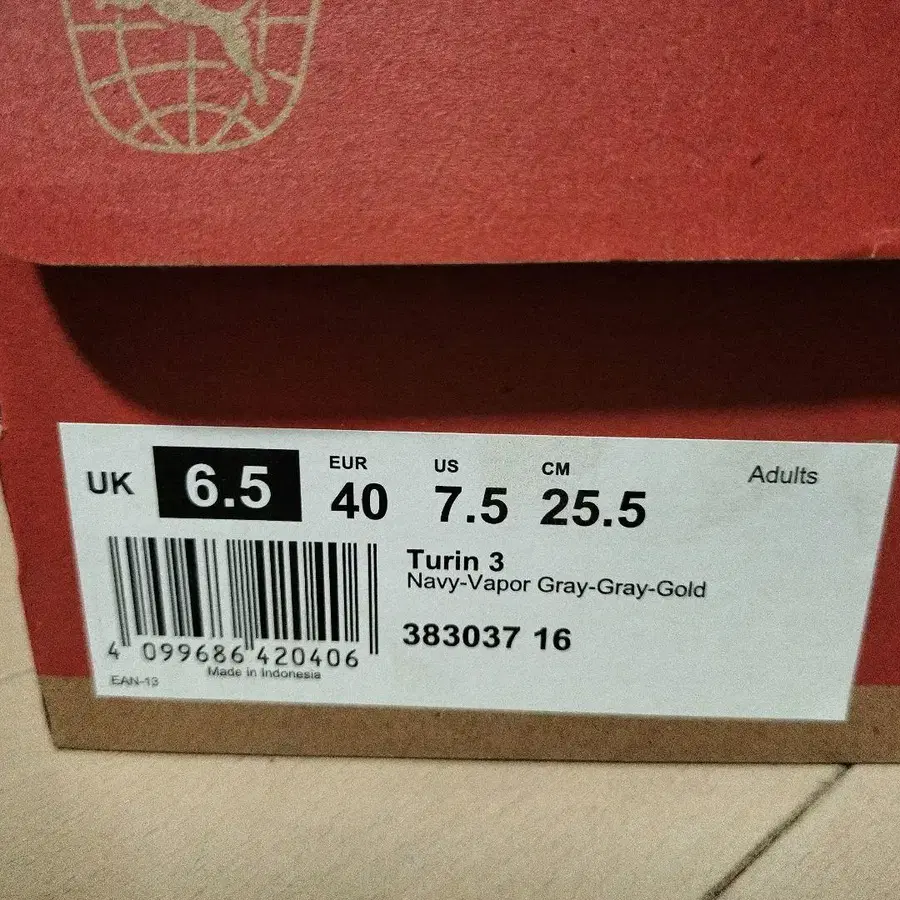 UK 6.5 EUR 40 US 7.5 CM 25.5 Adults
Turin 3
Navy-Vapor Gray-Gray-Gold
383037 16
4 099686 420406
Made in Indonesia
EAN-13